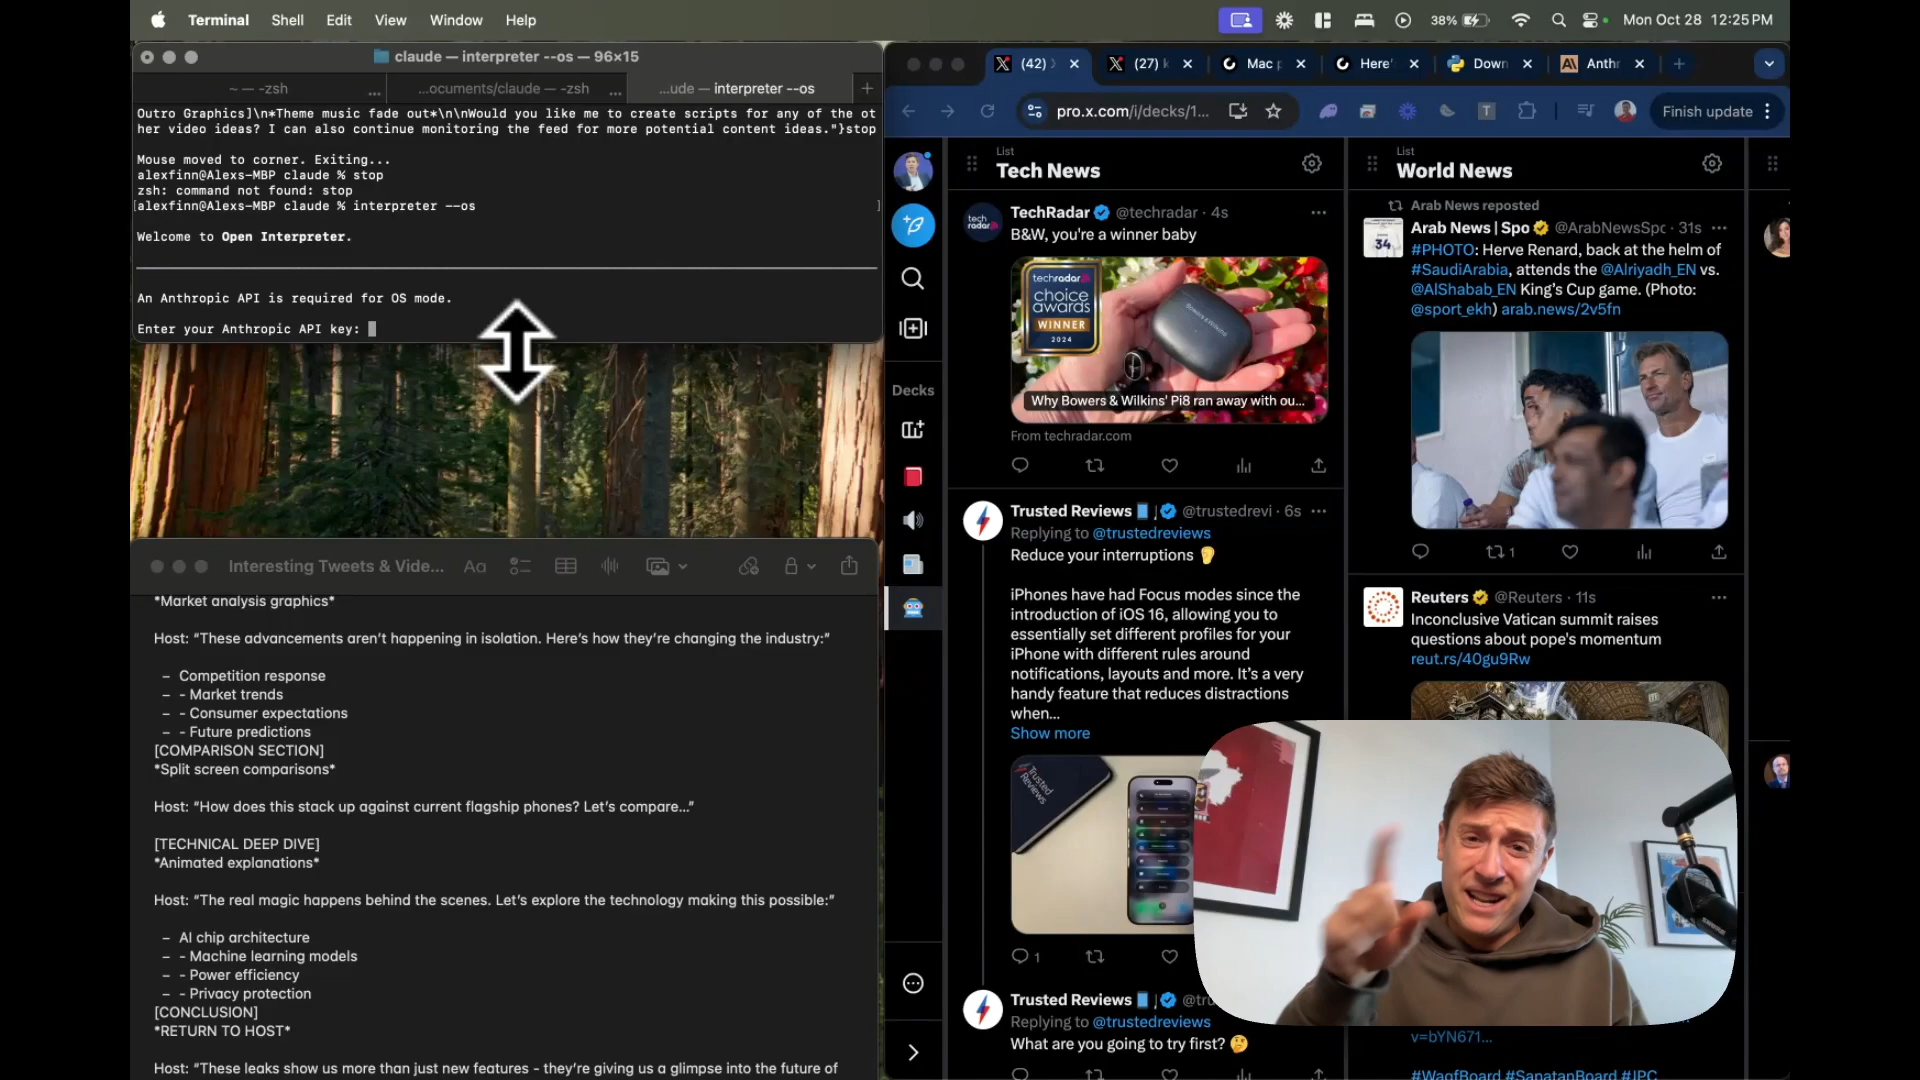 Terminal Shell Edit View Window Help
38% Mon Oct 28 12:25 PM
claude — interpreter --os — 96×15
~ — -zsh ...ocuments/claude — -zsh ...ude — interpreter --os
Outro Graphics]\n*Theme music fade out*\n\nWould you like me to create scripts for any of the ot
her video ideas? I can also continue monitoring the feed for more potential content ideas."}stop
Mouse moved to corner. Exiting...
alexfinn@Alexs-MBP claude % stop
zsh: command not found: stop
[alexfinn@Alexs-MBP claude % interpreter --os ]
Welcome to Open Interpreter.
An Anthropic API is required for OS mode.
Enter your Anthropic API key:
Interesting Tweets & Vide...
Aa
*Market analysis graphics*
Host: “These advancements aren’t happening in isolation. Here’s how they’re changing the industry:”
– Competition response
– - Market trends
– - Consumer expectations
– - Future predictions
[COMPARISON SECTION]
*Split screen comparisons*
Host: “How does this stack up against current flagship phones? Let’s compare...”
[TECHNICAL DEEP DIVE]
*Animated explanations*
Host: “The real magic happens behind the scenes. Let’s explore the technology making this possible:”
– AI chip architecture
– - Machine learning models
– - Power efficiency
– - Privacy protection
[CONCLUSION]
*RETURN TO HOST*
Host: “These leaks show us more than just new features - they’re giving us a glimpse into the future of
(42) (27) Mac p Here' Down Anthr
pro.x.com/i/decks/1... Finish update
Decks
List
Tech News
TechRadar @techradar · 4s
B&W, you're a winner baby
tech radar
techradar
choice
awards
WINNER
2024
Why Bowers & Wilkins' Pi8 ran away with ou...
From techradar.com
Trusted Reviews @trustedrevi · 6s
Replying to @trustedreviews
Reduce your interruptions
iPhones have had Focus modes since the
introduction of iOS 16, allowing you to
essentially set different profiles for your
iPhone with different rules around
notifications, layouts and more. It’s a very
handy feature that reduces distractions
when...
Show more
Trusted Reviews
1
Trusted Reviews @tru
Replying to @trustedreviews
What are you going to try first?
List
World News
Arab News reposted
Arab News | Spo @ArabNewsSpc · 31s
34
#PHOTO: Herve Renard, back at the helm of
#SaudiArabia, attends the @Alriyadh_EN vs.
@AlShabab_EN King’s Cup game. (Photo:
@sport_ekh) arab.news/2v5fn
1
Reuters @Reuters · 11s
Inconclusive Vatican summit raises
questions about pope's momentum
reut.rs/40gu9Rw
v=bYN671...
#WaqfBoard #SanatanBoard #JPC